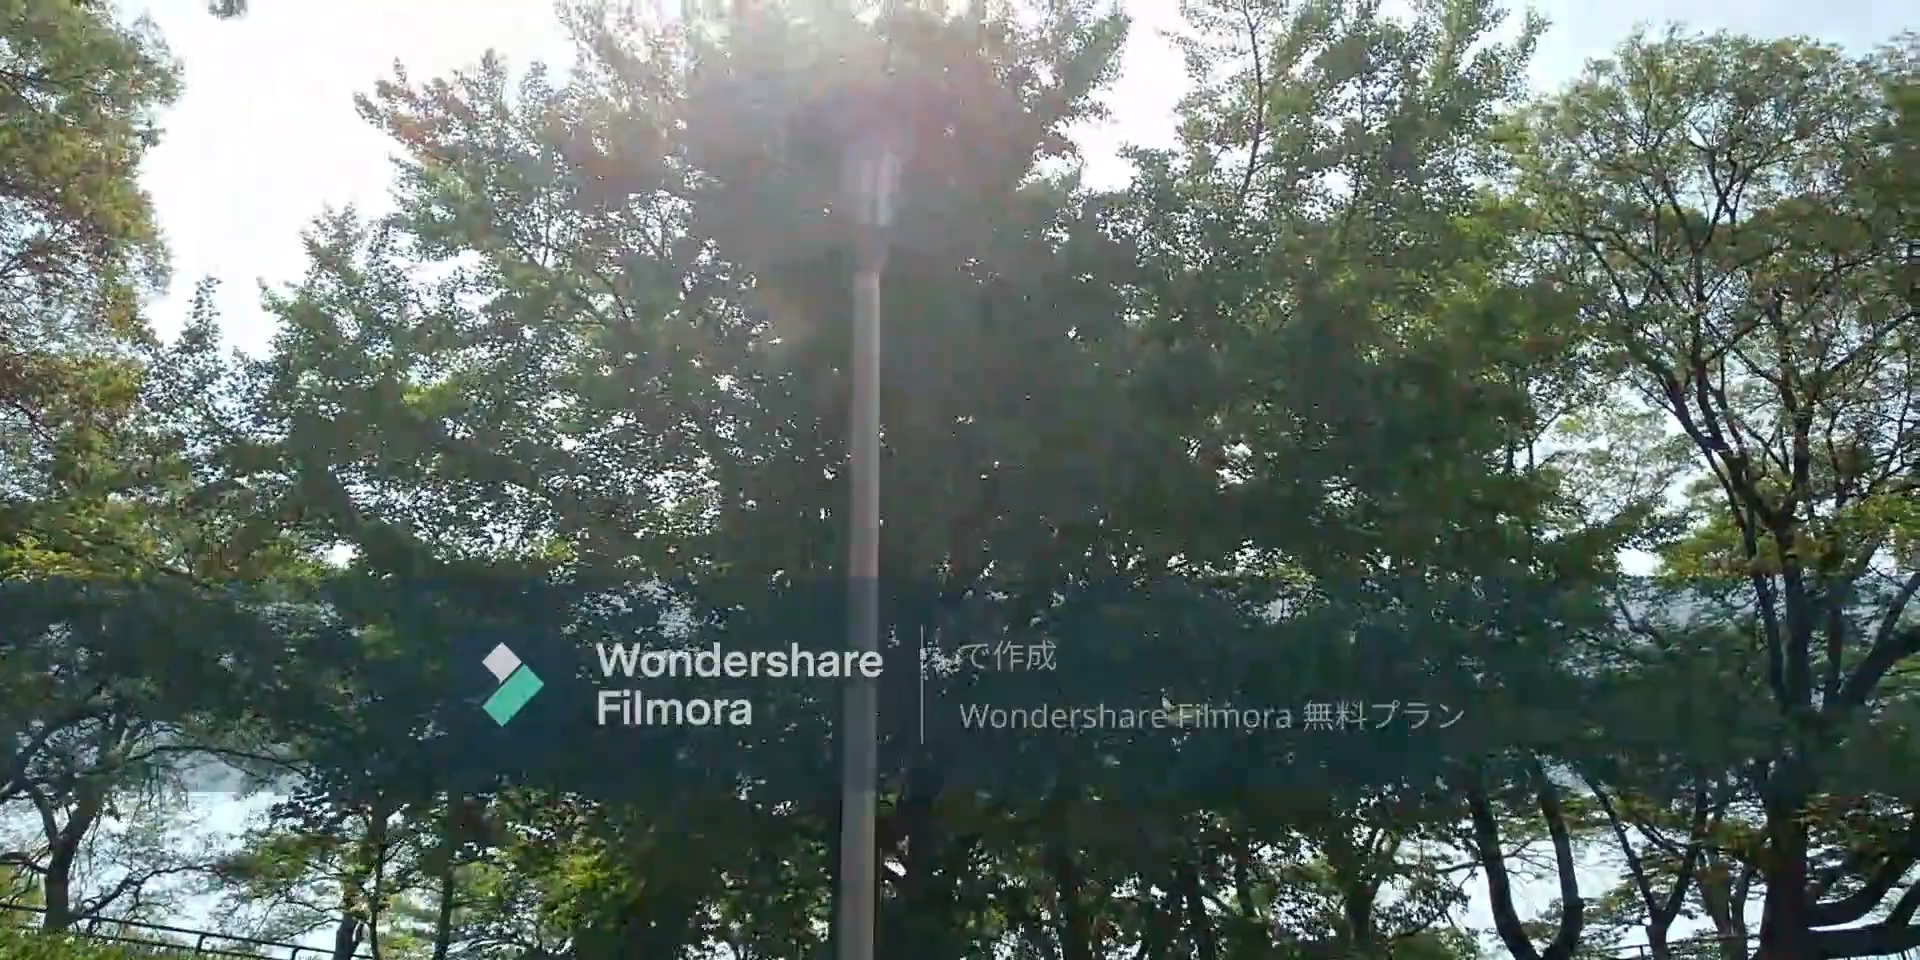 Wondershare
Filmora
で作成
Wondershare Filmora 無料プラン